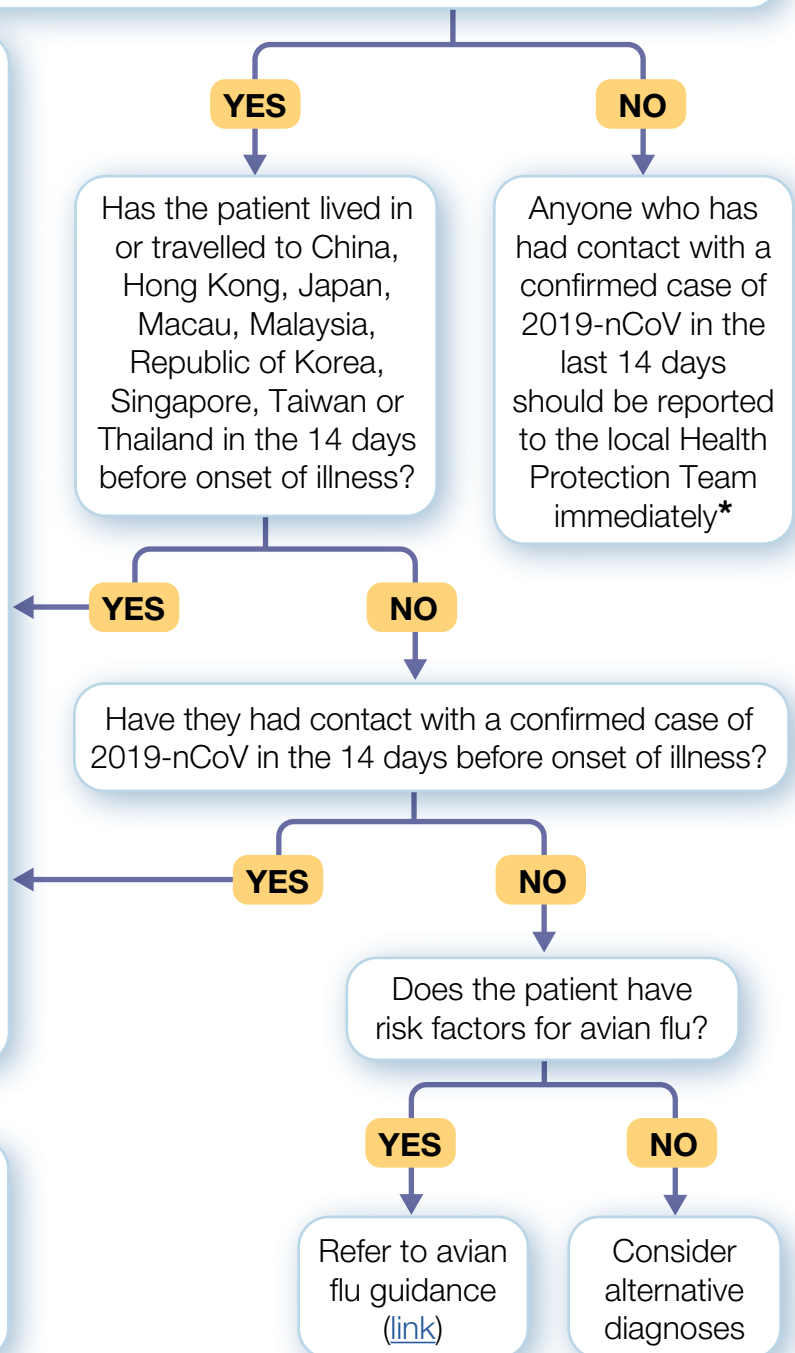 YES
NO
Has the patient lived in
or travelled to China,
Hong Kong, Japan,
Macau, Malaysia,
Republic of Korea,
Singapore, Taiwan or
Thailand in the 14 days
before onset of illness?
Anyone who has
had contact with a
confirmed case of
2019-nCoV in the
last 14 days
should be reported
to the local Health
Protection Team
immediately*
YES
NO
Have they had contact with a confirmed case of
2019-nCoV in the 14 days before onset of illness?
YES
NO
Does the patient have
risk factors for avian flu?
YES
NO
Refer to avian
flu guidance
(link)
Consider
alternative
diagnoses